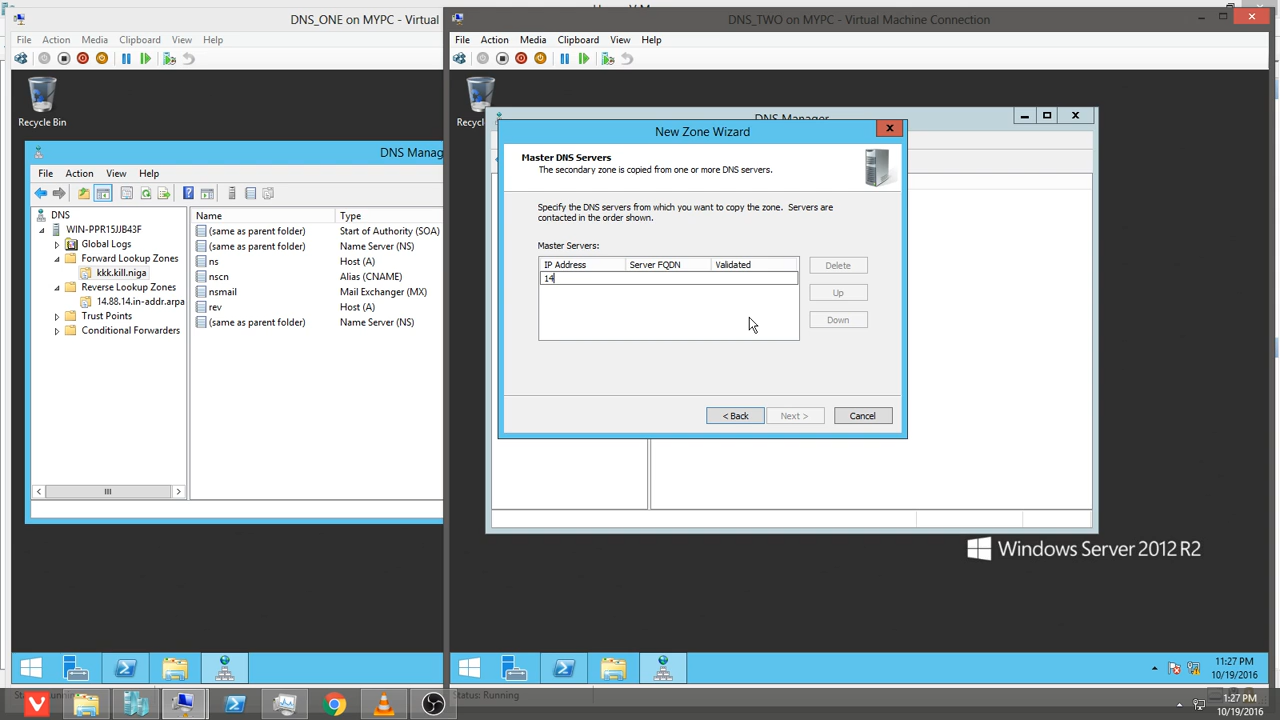 DNS_ONE on MYPC - Virtual
DNS_TWO on MYPC - Virtual Machine Connection
File Action Media Clipboard View Help
File Action Media Clipboard View Help
Recycle Bin
DNS Manag
File Action View Help
DNS
WIN-PPR15JJB43F
Global Logs
Forward Lookup Zones
kkk.kill.niga
Reverse Lookup Zones
14.88.14.in-addr.arpa
Trust Points
Conditional Forwarders
Name Type
(same as parent folder) Start of Authority (SOA)
(same as parent folder) Name Server (NS)
ns Host (A)
nscn Alias (CNAME)
nsmail Mail Exchanger (MX)
rev Host (A)
(same as parent folder) Name Server (NS)
Recyc
DNS Manager
New Zone Wizard
Master DNS Servers
The secondary zone is copied from one or more DNS servers.
Specify the DNS servers from which you want to copy the zone. Servers are
contacted in the order shown.
Master Servers:
IP Address Server FQDN Validated
14
Delete
Up
Down
< Back Next > Cancel
Windows Server 2012 R2
11:27 PM
10/19/2016
Status: Running
1:27 PM
10/19/2016